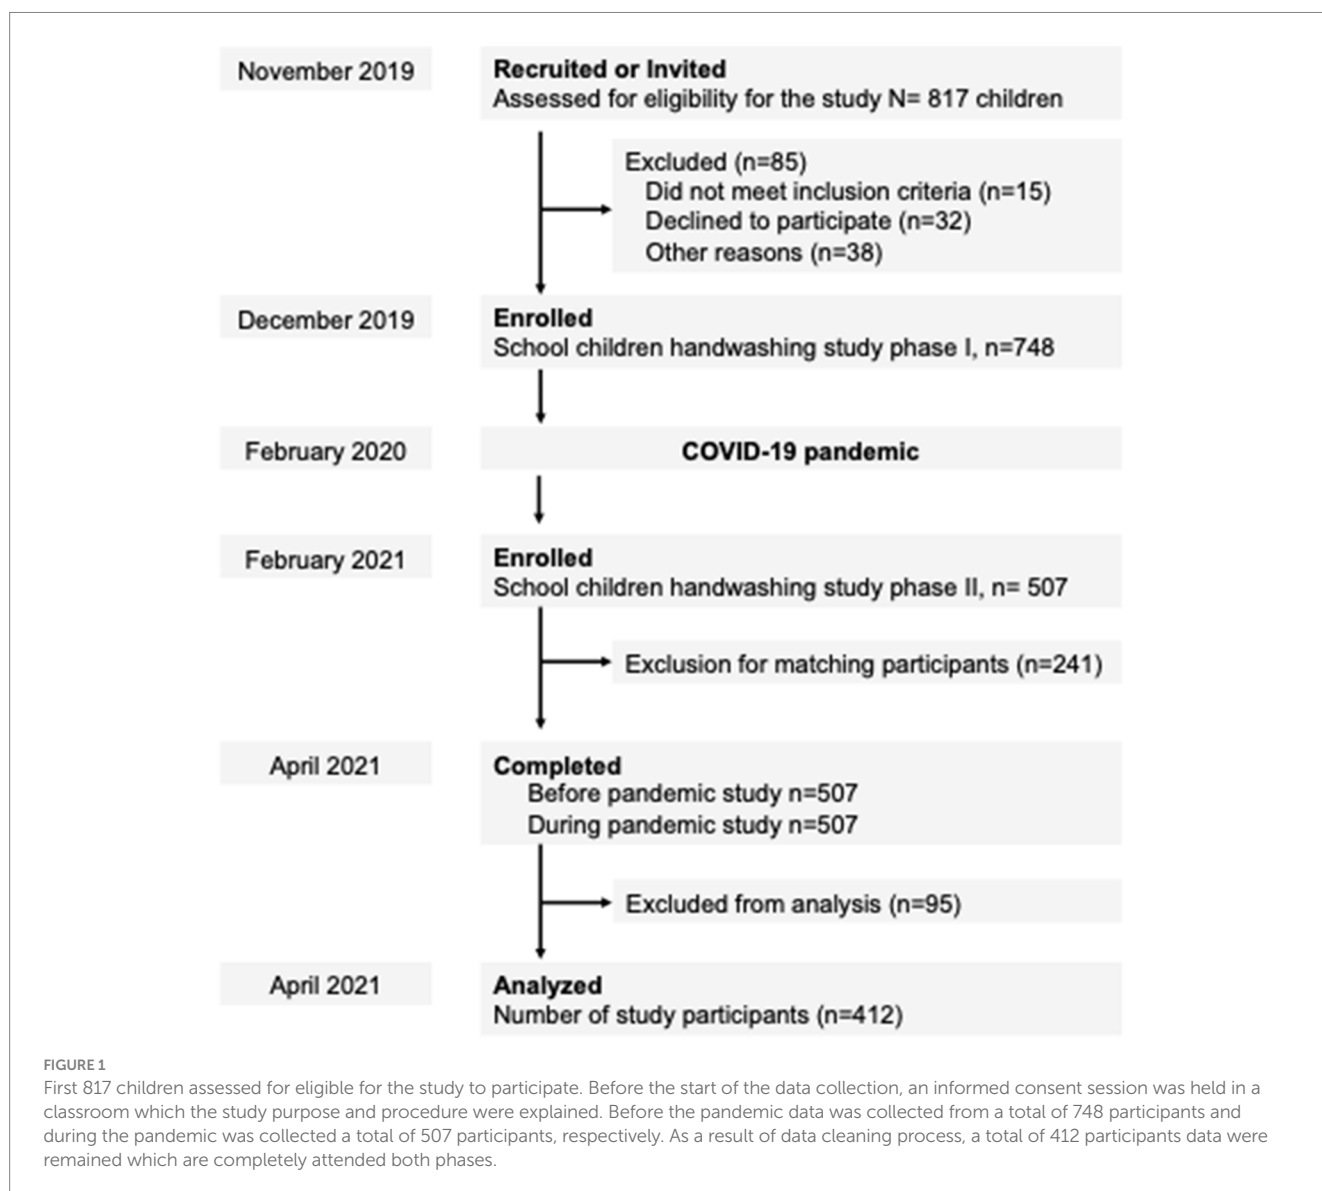 November 2019
Recruited or Invited
Assessed for eligibility for the study N= 817 children
Excluded (n=85)
Did not meet inclusion criteria (n=15)
Declined to participate (n=32)
Other reasons (n=38)
December 2019
Enrolled
School children handwashing study phase I, n=748
February 2020
COVID-19 pandemic
February 2021
Enrolled
School children handwashing study phase II, n= 507
Exclusion for matching participants (n=241)
April 2021
Completed
Before pandemic study n=507
During pandemic study n=507
Excluded from analysis (n=95)
April 2021
Analyzed
Number of study participants (n=412)
FIGURE 1
First 817 children assessed for eligible for the study to participate. Before the start of the data collection, an informed consent session was held in a
classroom which the study purpose and procedure were explained. Before the pandemic data was collected from a total of 748 participants and
during the pandemic was collected a total of 507 participants, respectively. As a result of data cleaning process, a total of 412 participants data were
remained which are completely attended both phases.